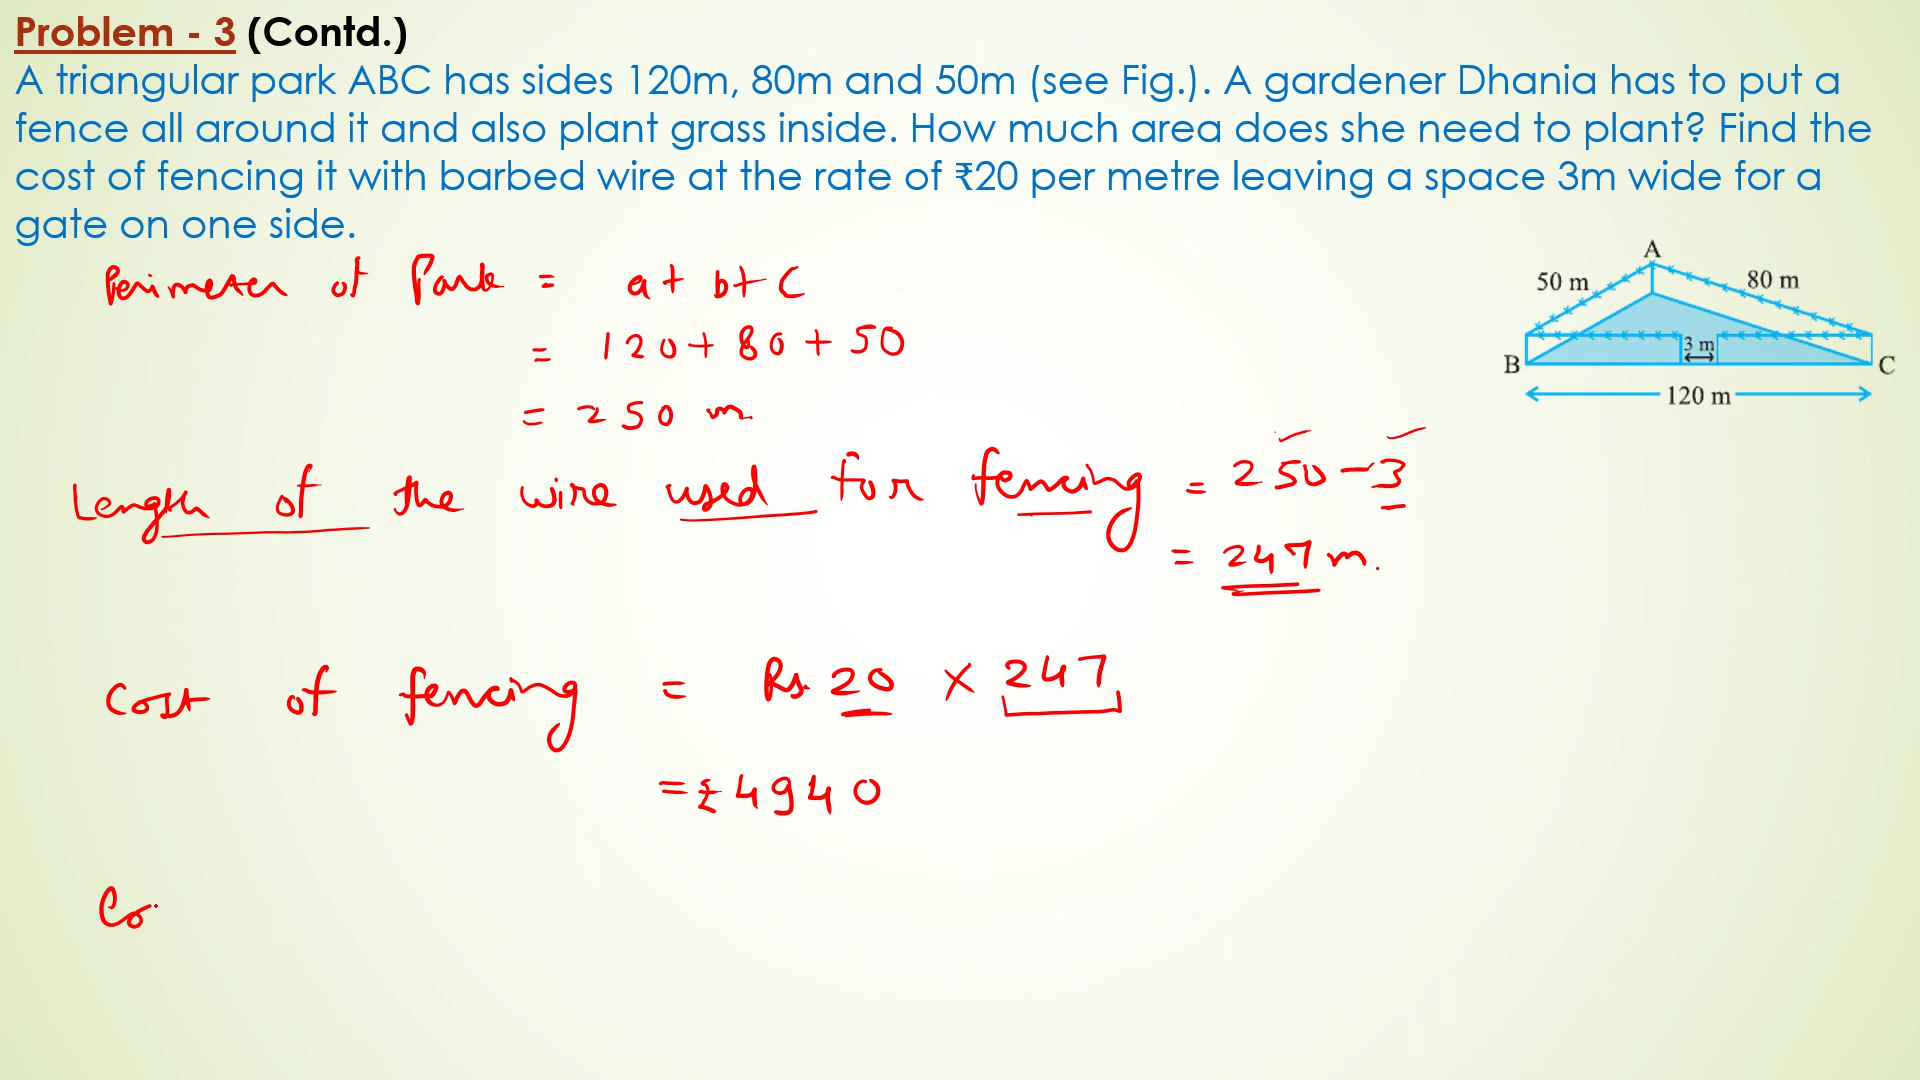 Problem - 3 (Contd.)
A triangular park ABC has sides 120m, 80m and 50m (see Fig.). A gardener Dhania has to put a
fence all around it and also plant grass inside. How much area does she need to plant? Find the
cost of fencing it with barbed wire at the rate of ₹20 per metre leaving a space 3m wide for a
gate on one side.
Perimeter of Park = a + b + c
= 120 + 80 + 50
= 250 m
Length of the wire used for fencing = 250 - 3
= 247 m.
Cost of fencing = Rs. 20 × 247
= ₹4940
Co
A
50 m
80 m
3 m
B
C
120 m